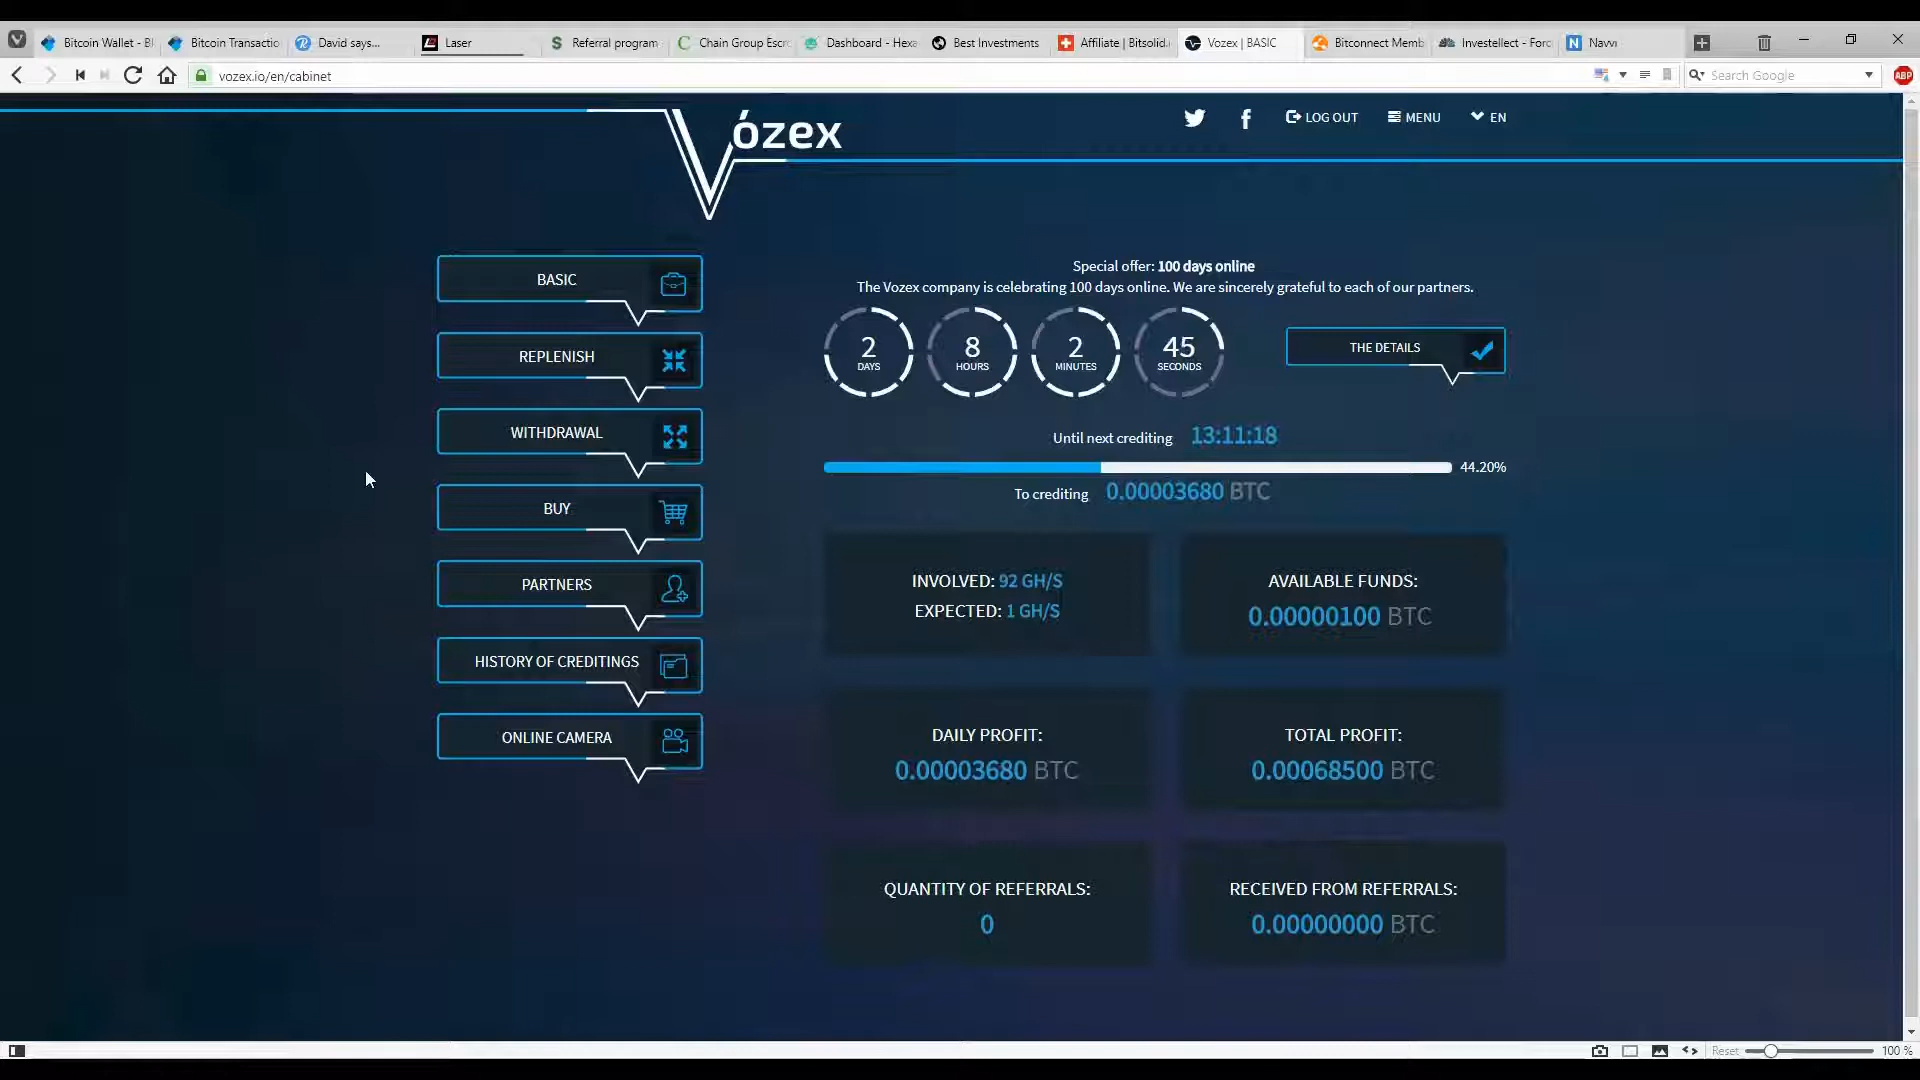 Bitcoin Wallet - Bl
Bitcoin Transactio
David says...
Laser
Referral program
Chain Group Escro
Dashboard - Hexa
Best Investments
Affiliate | Bitsolid.
Vozex | BASIC
Bitconnect Memb
Investellect - Forc
Navvi
vozex.io/en/cabinet
Search Google
ABP
Vózex
LOG OUT
MENU
EN
BASIC
REPLENISH
WITHDRAWAL
BUY
PARTNERS
HISTORY OF CREDITINGS
ONLINE CAMERA
Special offer: 100 days online
The Vozex company is celebrating 100 days online. We are sincerely grateful to each of our partners.
2 DAYS
8 HOURS
2 MINUTES
45 SECONDS
THE DETAILS
Until next crediting 13:11:18
44.20%
To crediting 0.00003680 BTC
INVOLVED: 92 GH/S
EXPECTED: 1 GH/S
AVAILABLE FUNDS:
0.00000100 BTC
DAILY PROFIT:
0.00003680 BTC
TOTAL PROFIT:
0.00068500 BTC
QUANTITY OF REFERRALS:
0
RECEIVED FROM REFERRALS:
0.00000000 BTC
Reset
100 %